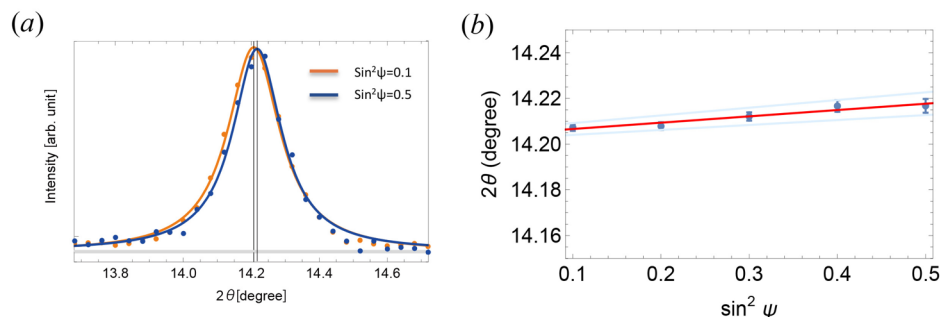 (a)
Intensity [arb. unit]
Sin²ψ=0.1
Sin²ψ=0.5
13.8 14.0 14.2 14.4 14.6
2θ[degree]
(b)
2θ (degree)
14.24
14.22
14.20
14.18
14.16
0.1 0.2 0.3 0.4 0.5
sin² ψ